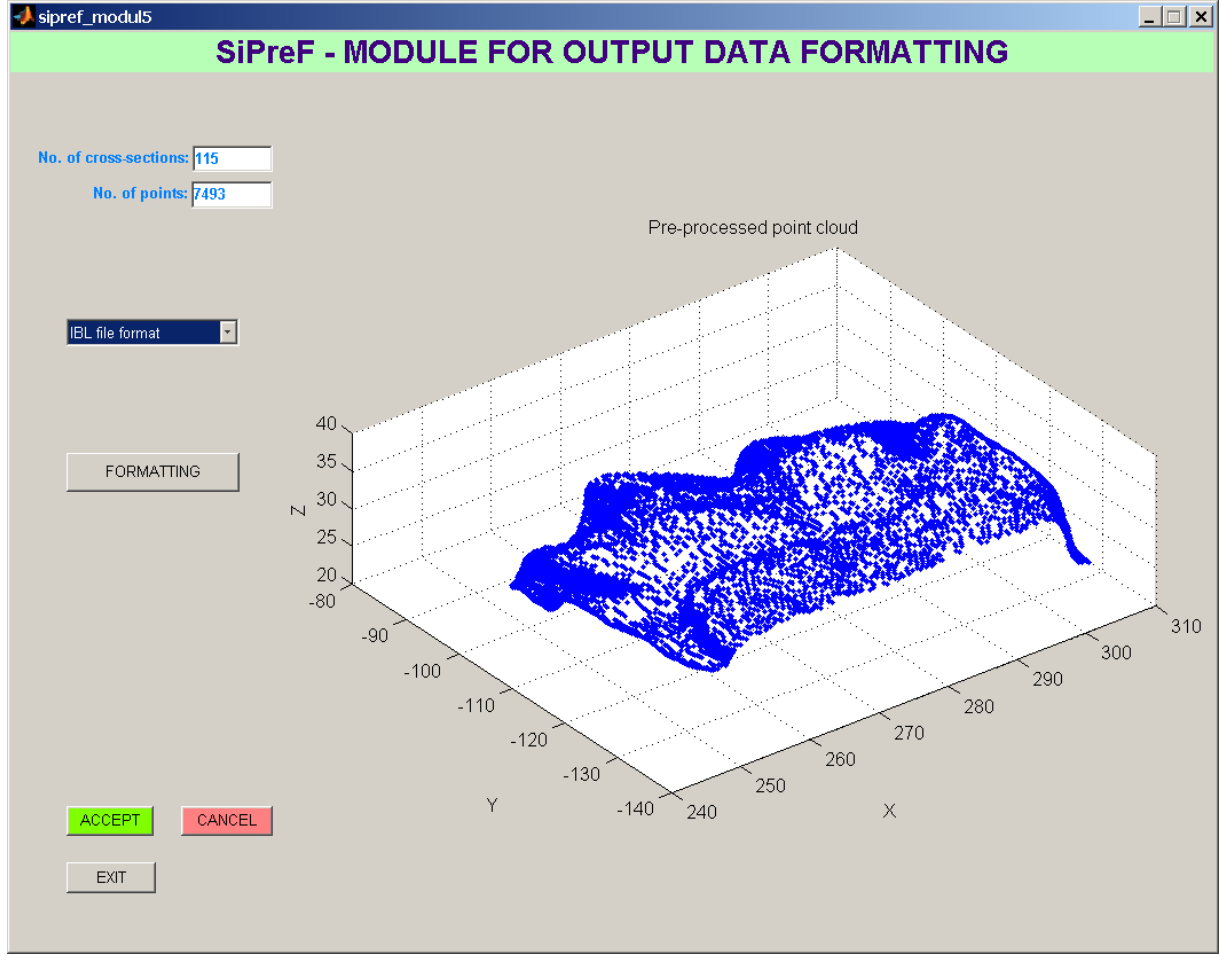 sipref_modul5
SiPreF - MODULE FOR OUTPUT DATA FORMATTING
No. of cross-sections: 115
No. of points: 7493
Pre-processed point cloud
IBL file format
FORMATTING
40
35
30
25
20
Z
-80
-90
-100
-110
-120
-130
-140
Y
240
250
260
270
280
290
300
310
X
ACCEPT
CANCEL
EXIT